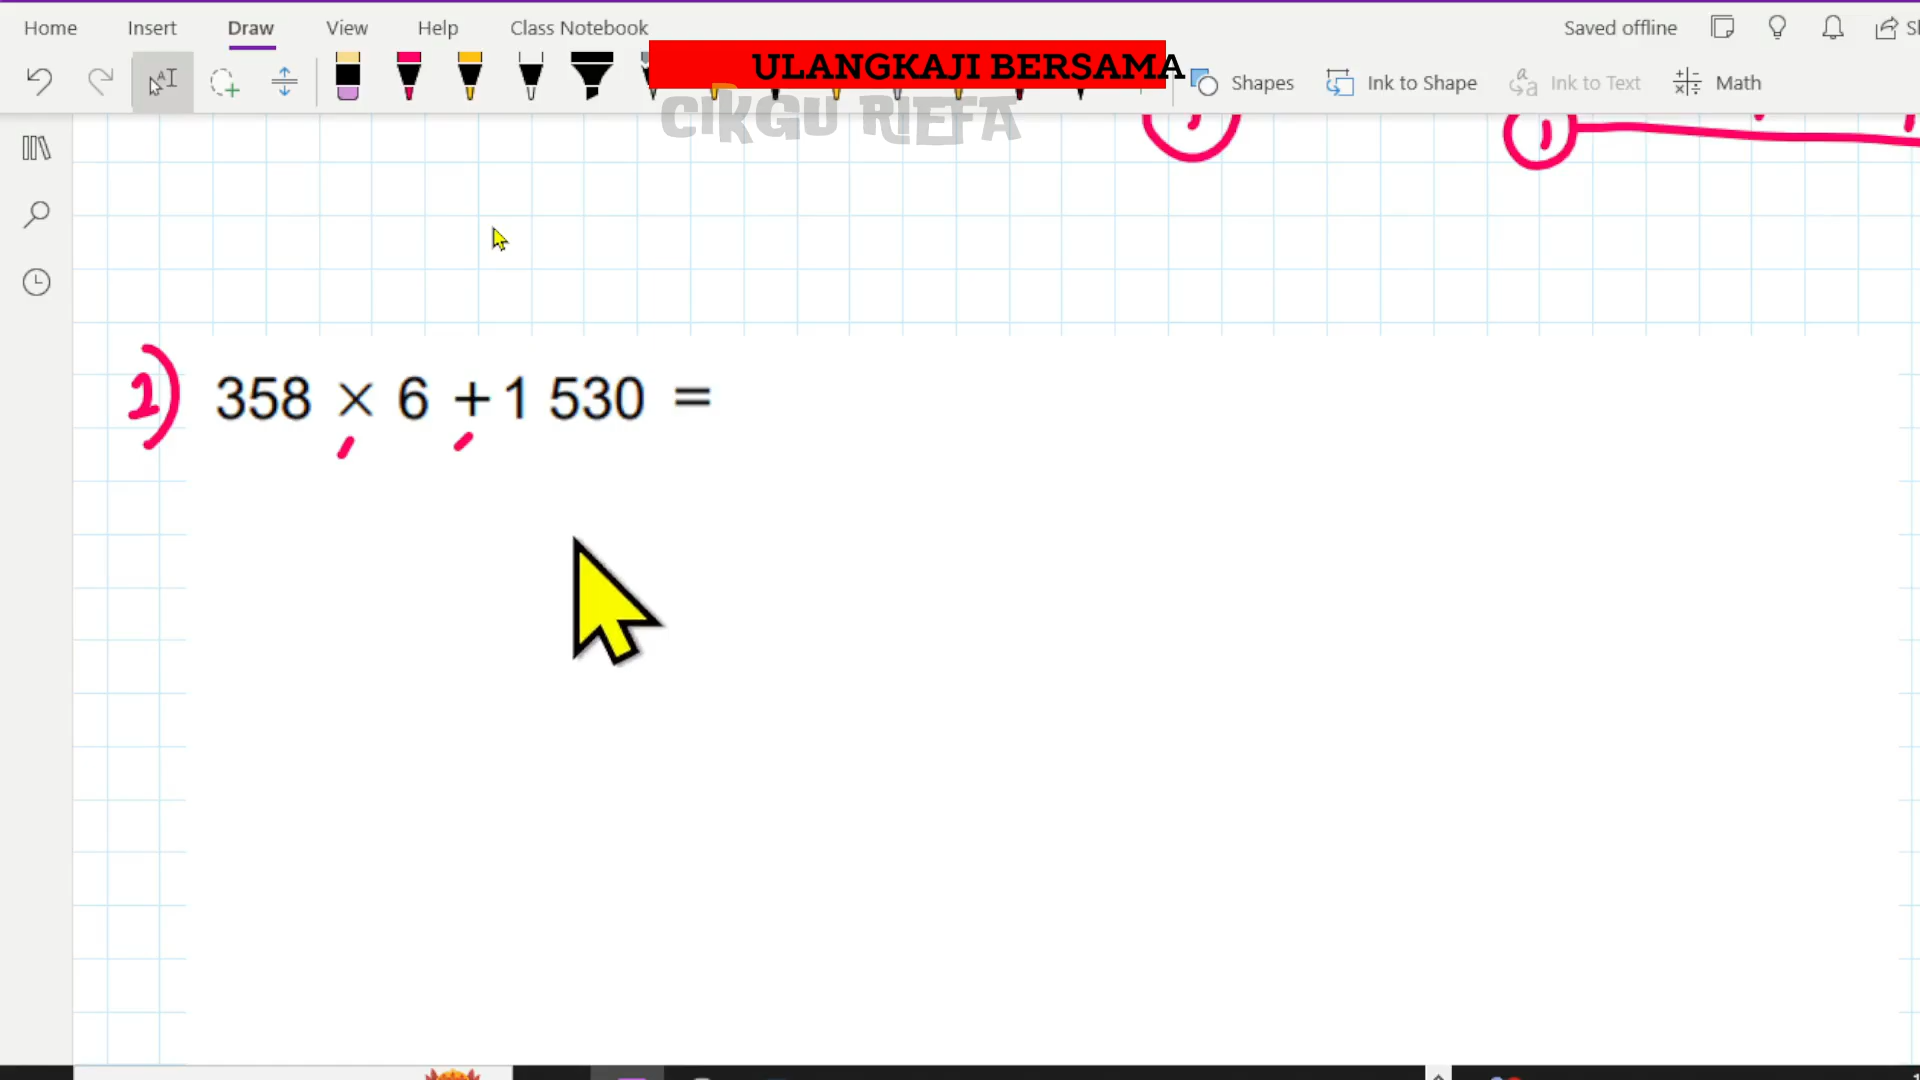 Home Insert Draw View Help Class Notebook Saved offline
ULANGKAJI BERSAMA
Shapes Ink to Shape Ink to Text Math
CIKGU RIEFA
2) 358 × 6 + 1 530 =